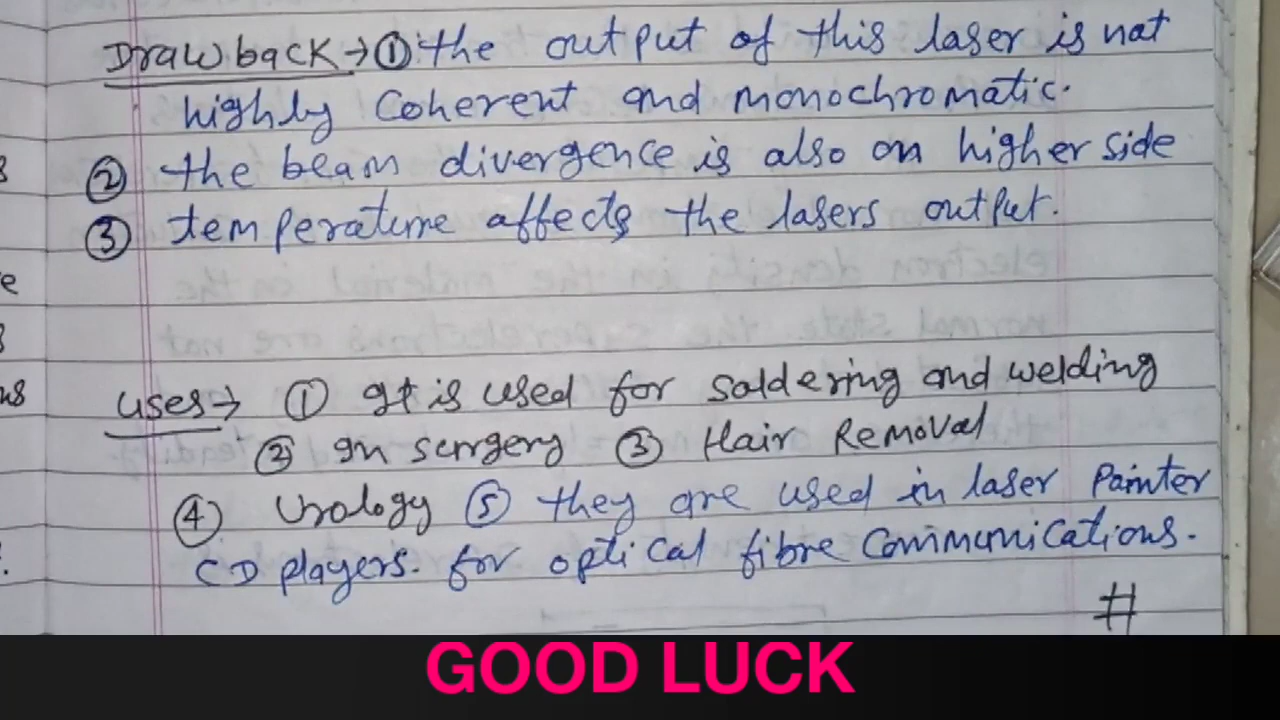 Drawback → ① the output of this laser is not
highly Coherent and monochromatic.
② the beam divergence is also on higher side
③ temperature affects the lasers output.
uses → ① It is used for soldering and welding
② In surgery ③ Hair Removal
④ Urology ⑤ they are used in laser Painter
CD players. for optical fibre Communications.
#
GOOD LUCK